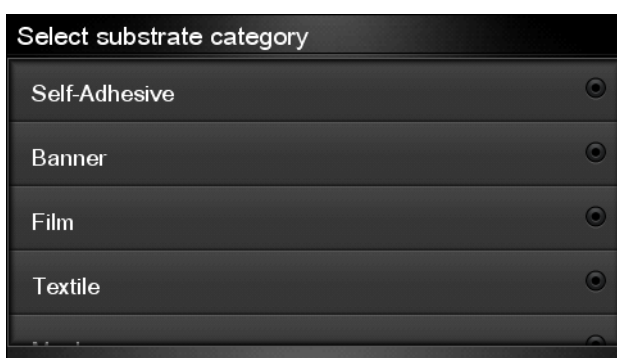 Select substrate category
Self-Adhesive
Banner
Film
Textile